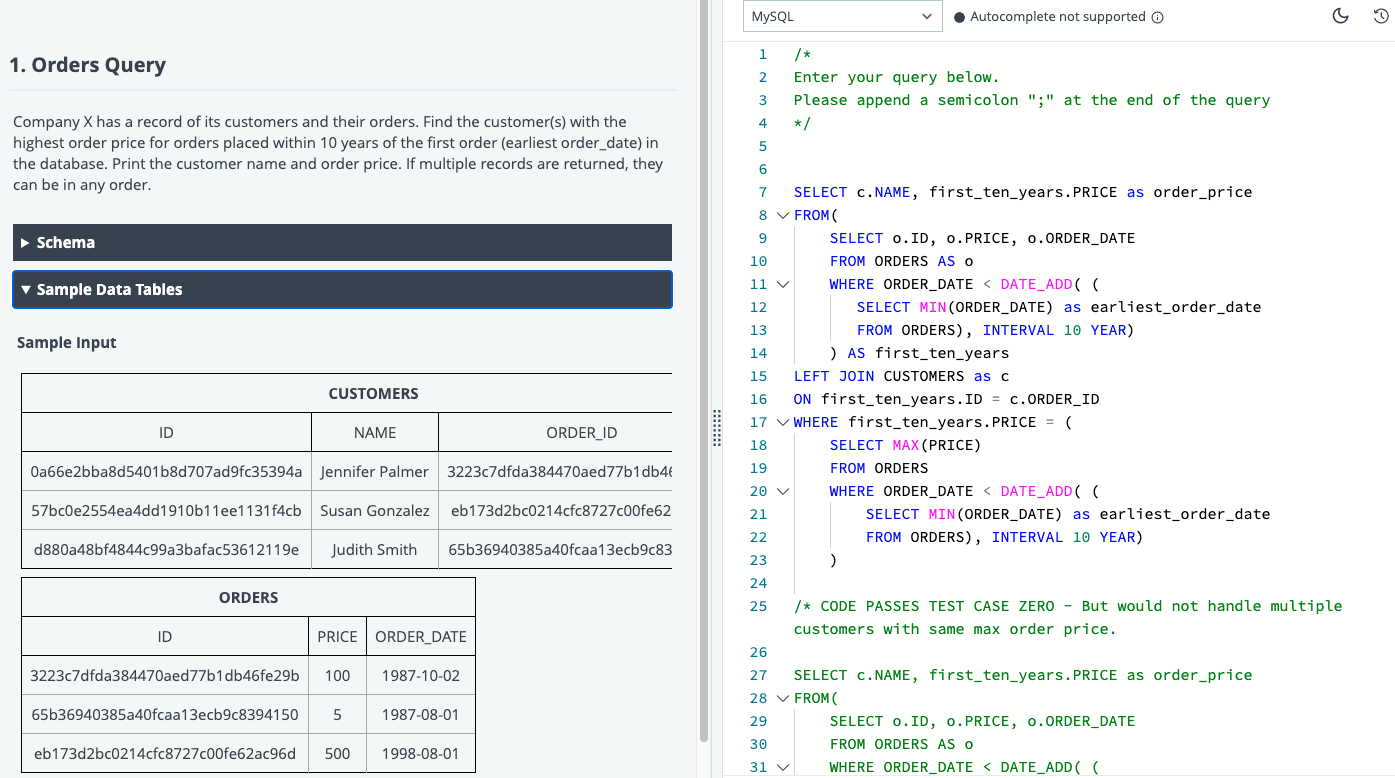 1. Orders Query
Company X has a record of its customers and their orders. Find the customer(s) with the
highest order price for orders placed within 10 years of the first order (earliest order_date) in
the database. Print the customer name and order price. If multiple records are returned, they
can be in any order.
Schema
Sample Data Tables
Sample Input
CUSTOMERS
ID NAME ORDER_ID
0a66e2bba8d5401b8d707ad9fc35394a Jennifer Palmer 3223c7dfda384470aed77b1db46
57bc0e2554ea4dd1910b11ee1131f4cb Susan Gonzalez eb173d2bc0214cfc8727c00fe62
d880a48bf4844c99a3bafac53612119e Judith Smith 65b36940385a40fcaa13ecb9c83
ORDERS
ID PRICE ORDER_DATE
3223c7dfda384470aed77b1db46fe29b 100 1987-10-02
65b36940385a40fcaa13ecb9c8394150 5 1987-08-01
eb173d2bc0214cfc8727c00fe62ac96d 500 1998-08-01
MySQL
Autocomplete not supported
1 /*
2 Enter your query below.
3 Please append a semicolon ";" at the end of the query
4 */
5
6
7 SELECT c.NAME, first_ten_years.PRICE as order_price
8 FROM(
9 SELECT o.ID, o.PRICE, o.ORDER_DATE
10 FROM ORDERS AS o
11 WHERE ORDER_DATE < DATE_ADD( (
12 SELECT MIN(ORDER_DATE) as earliest_order_date
13 FROM ORDERS), INTERVAL 10 YEAR)
14 ) AS first_ten_years
15 LEFT JOIN CUSTOMERS as c
16 ON first_ten_years.ID = c.ORDER_ID
17 WHERE first_ten_years.PRICE = (
18 SELECT MAX(PRICE)
19 FROM ORDERS
20 WHERE ORDER_DATE < DATE_ADD( (
21 SELECT MIN(ORDER_DATE) as earliest_order_date
22 FROM ORDERS), INTERVAL 10 YEAR)
23 )
24
25 /* CODE PASSES TEST CASE ZERO - But would not handle multiple
customers with same max order price.
26
27 SELECT c.NAME, first_ten_years.PRICE as order_price
28 FROM(
29 SELECT o.ID, o.PRICE, o.ORDER_DATE
30 FROM ORDERS AS o
31 WHERE ORDER_DATE < DATE_ADD( (